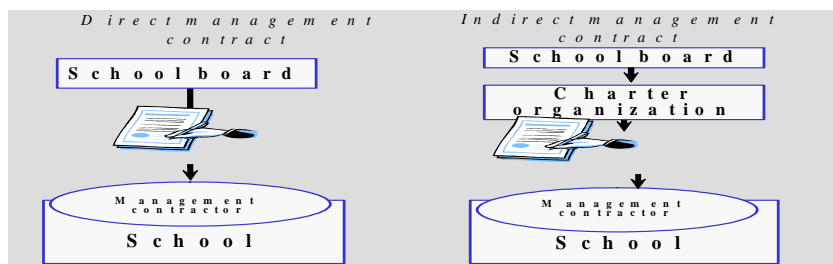 Direct management
contract
School board
Management
contractor
School
Indirect management
contract
School board
Charter
organization
Management
contractor
School